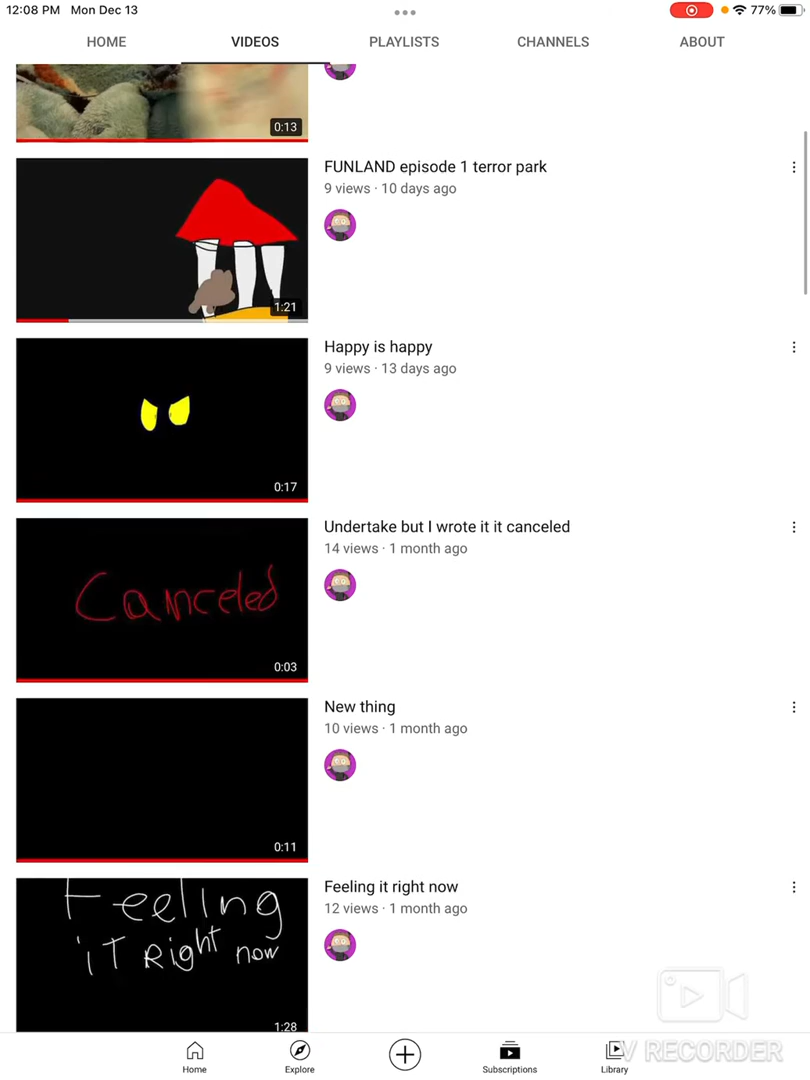 12:08 PM Mon Dec 13
77%
HOME VIDEOS PLAYLISTS CHANNELS ABOUT
0:13
FUNLAND episode 1 terror park
9 views · 10 days ago
1:21
Happy is happy
9 views · 13 days ago
0:17
Undertake but I wrote it it canceled
14 views · 1 month ago
Canceled
0:03
New thing
10 views · 1 month ago
0:11
Feeling it right now
12 views · 1 month ago
Feeling
iT Right now
1:28
V RECORDER
Home Explore Subscriptions Library